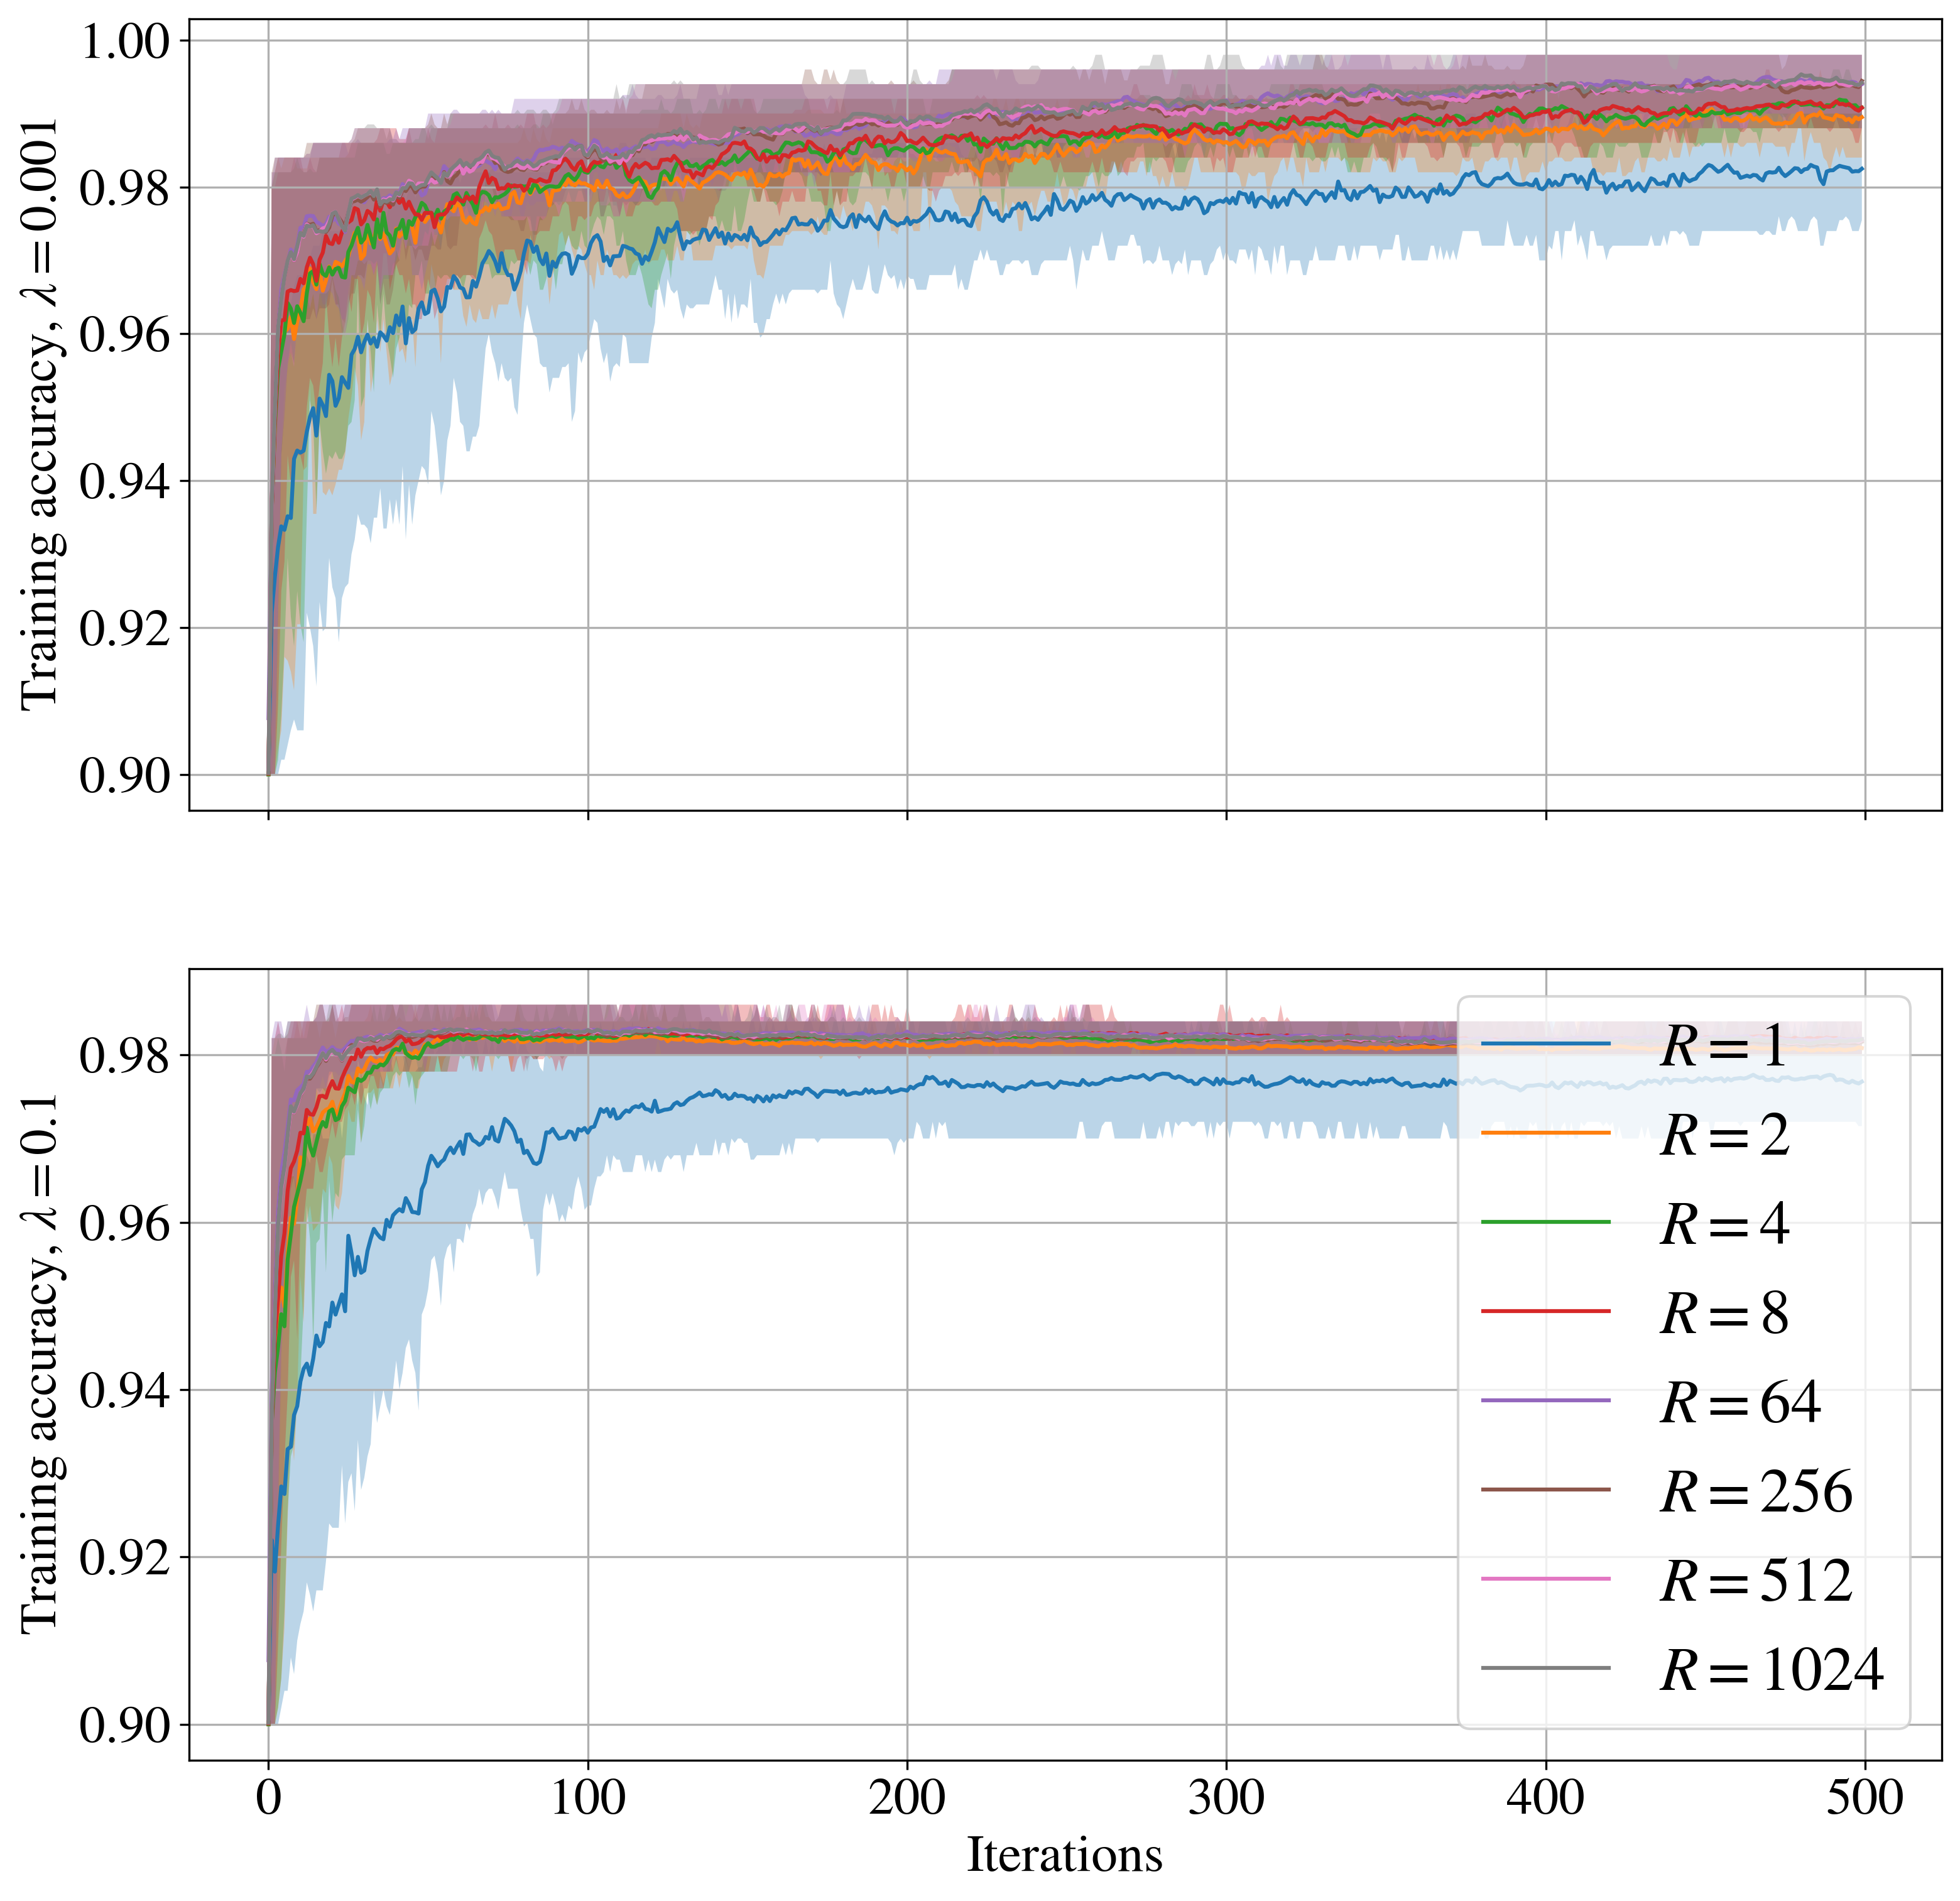 Training accuracy, λ=0.001
1.00
0.98
0.96
0.94
0.92
0.90
Training accuracy, λ=0.1
0.98
0.96
0.94
0.92
0.90
R = 1
R = 2
R = 4
R = 8
R = 64
R = 256
R = 512
R = 1024
0 100 200 300 400 500
Iterations